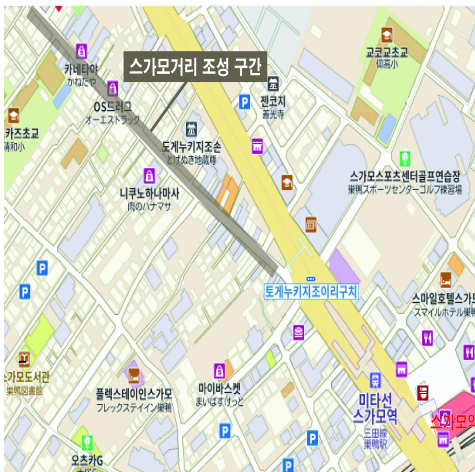 교코교초교
仰高小
카네타야
かねたや
스가모거리 조성 구간
OS드러그
オーエスドラッグ
젠코지
善光寺
카즈초교
清和小
도게누키지조손
とげぬき地蔵尊
니쿠노하나마사
肉のハナマサ
스가모스포츠센터골프연습장
巣鴨スポーツセンターゴルフ練習場
토게누키지조이리구치
스마일호텔스가모
スマイルホテル巣鴨
스가모도서관
巣鴨図書館
플렉스테이인스가모
フレックステイイン巣鴨
마이바스켓
まいばすけっと
미타선
스가모역
三田線
巣鴨駅
스가모역
오츠카G